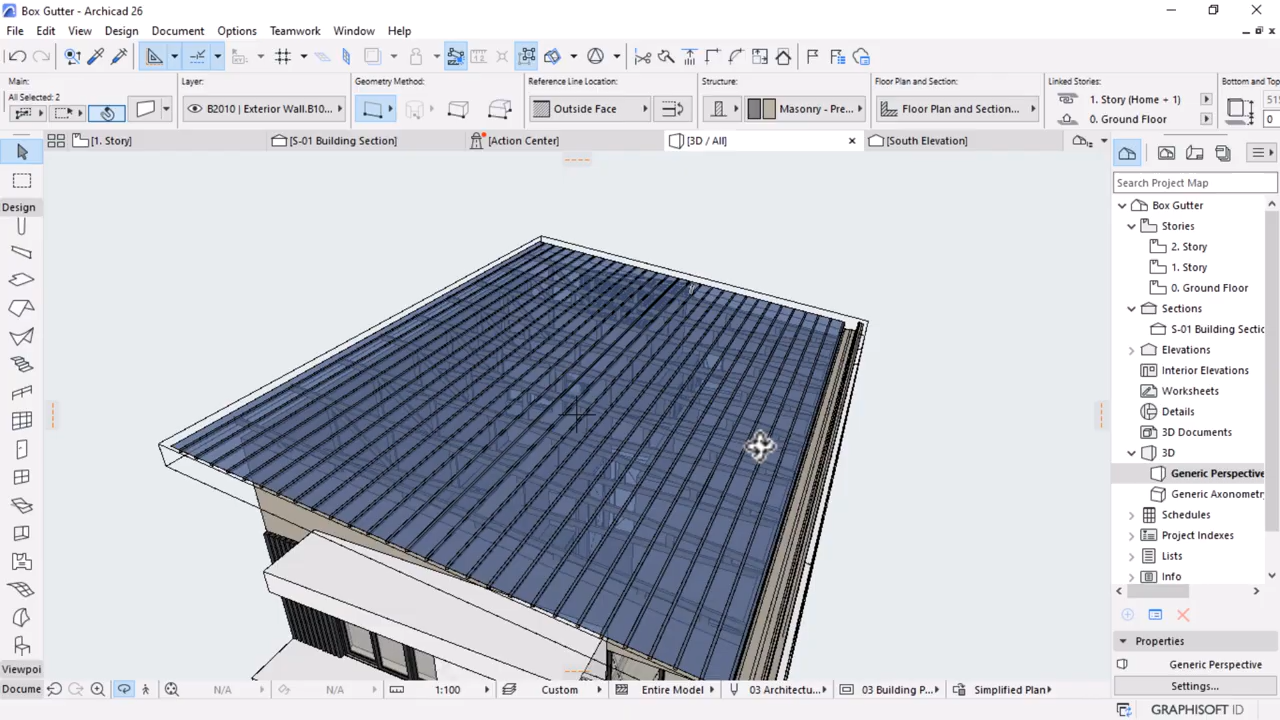 Box Gutter - Archicad 26
File Edit View Design Document Options Teamwork Window Help
Main:
All Selected: 2
Layer:
B2010 | Exterior Wall.B10...
Geometry Method:
Reference Line Location:
Outside Face
Structure:
Masonry - Pre...
Floor Plan and Section:
Floor Plan and Section...
Linked Stories:
1. Story (Home + 1)
0. Ground Floor
Bottom and Top
0
[1. Story]
[S-01 Building Section]
[Action Center]
[3D / All]
[South Elevation]
Design
Viewpoi
Docume
Search Project Map
Box Gutter
Stories
2. Story
1. Story
0. Ground Floor
Sections
S-01 Building Sectio
Elevations
Interior Elevations
Worksheets
Details
3D Documents
3D
Generic Perspective
Generic Axonometr
Schedules
Project Indexes
Lists
Info
Properties
Generic Perspective
Settings...
N/A
N/A
1:100
Custom
Entire Model
03 Architectu...
03 Building P...
Simplified Plan
GRAPHISOFT ID